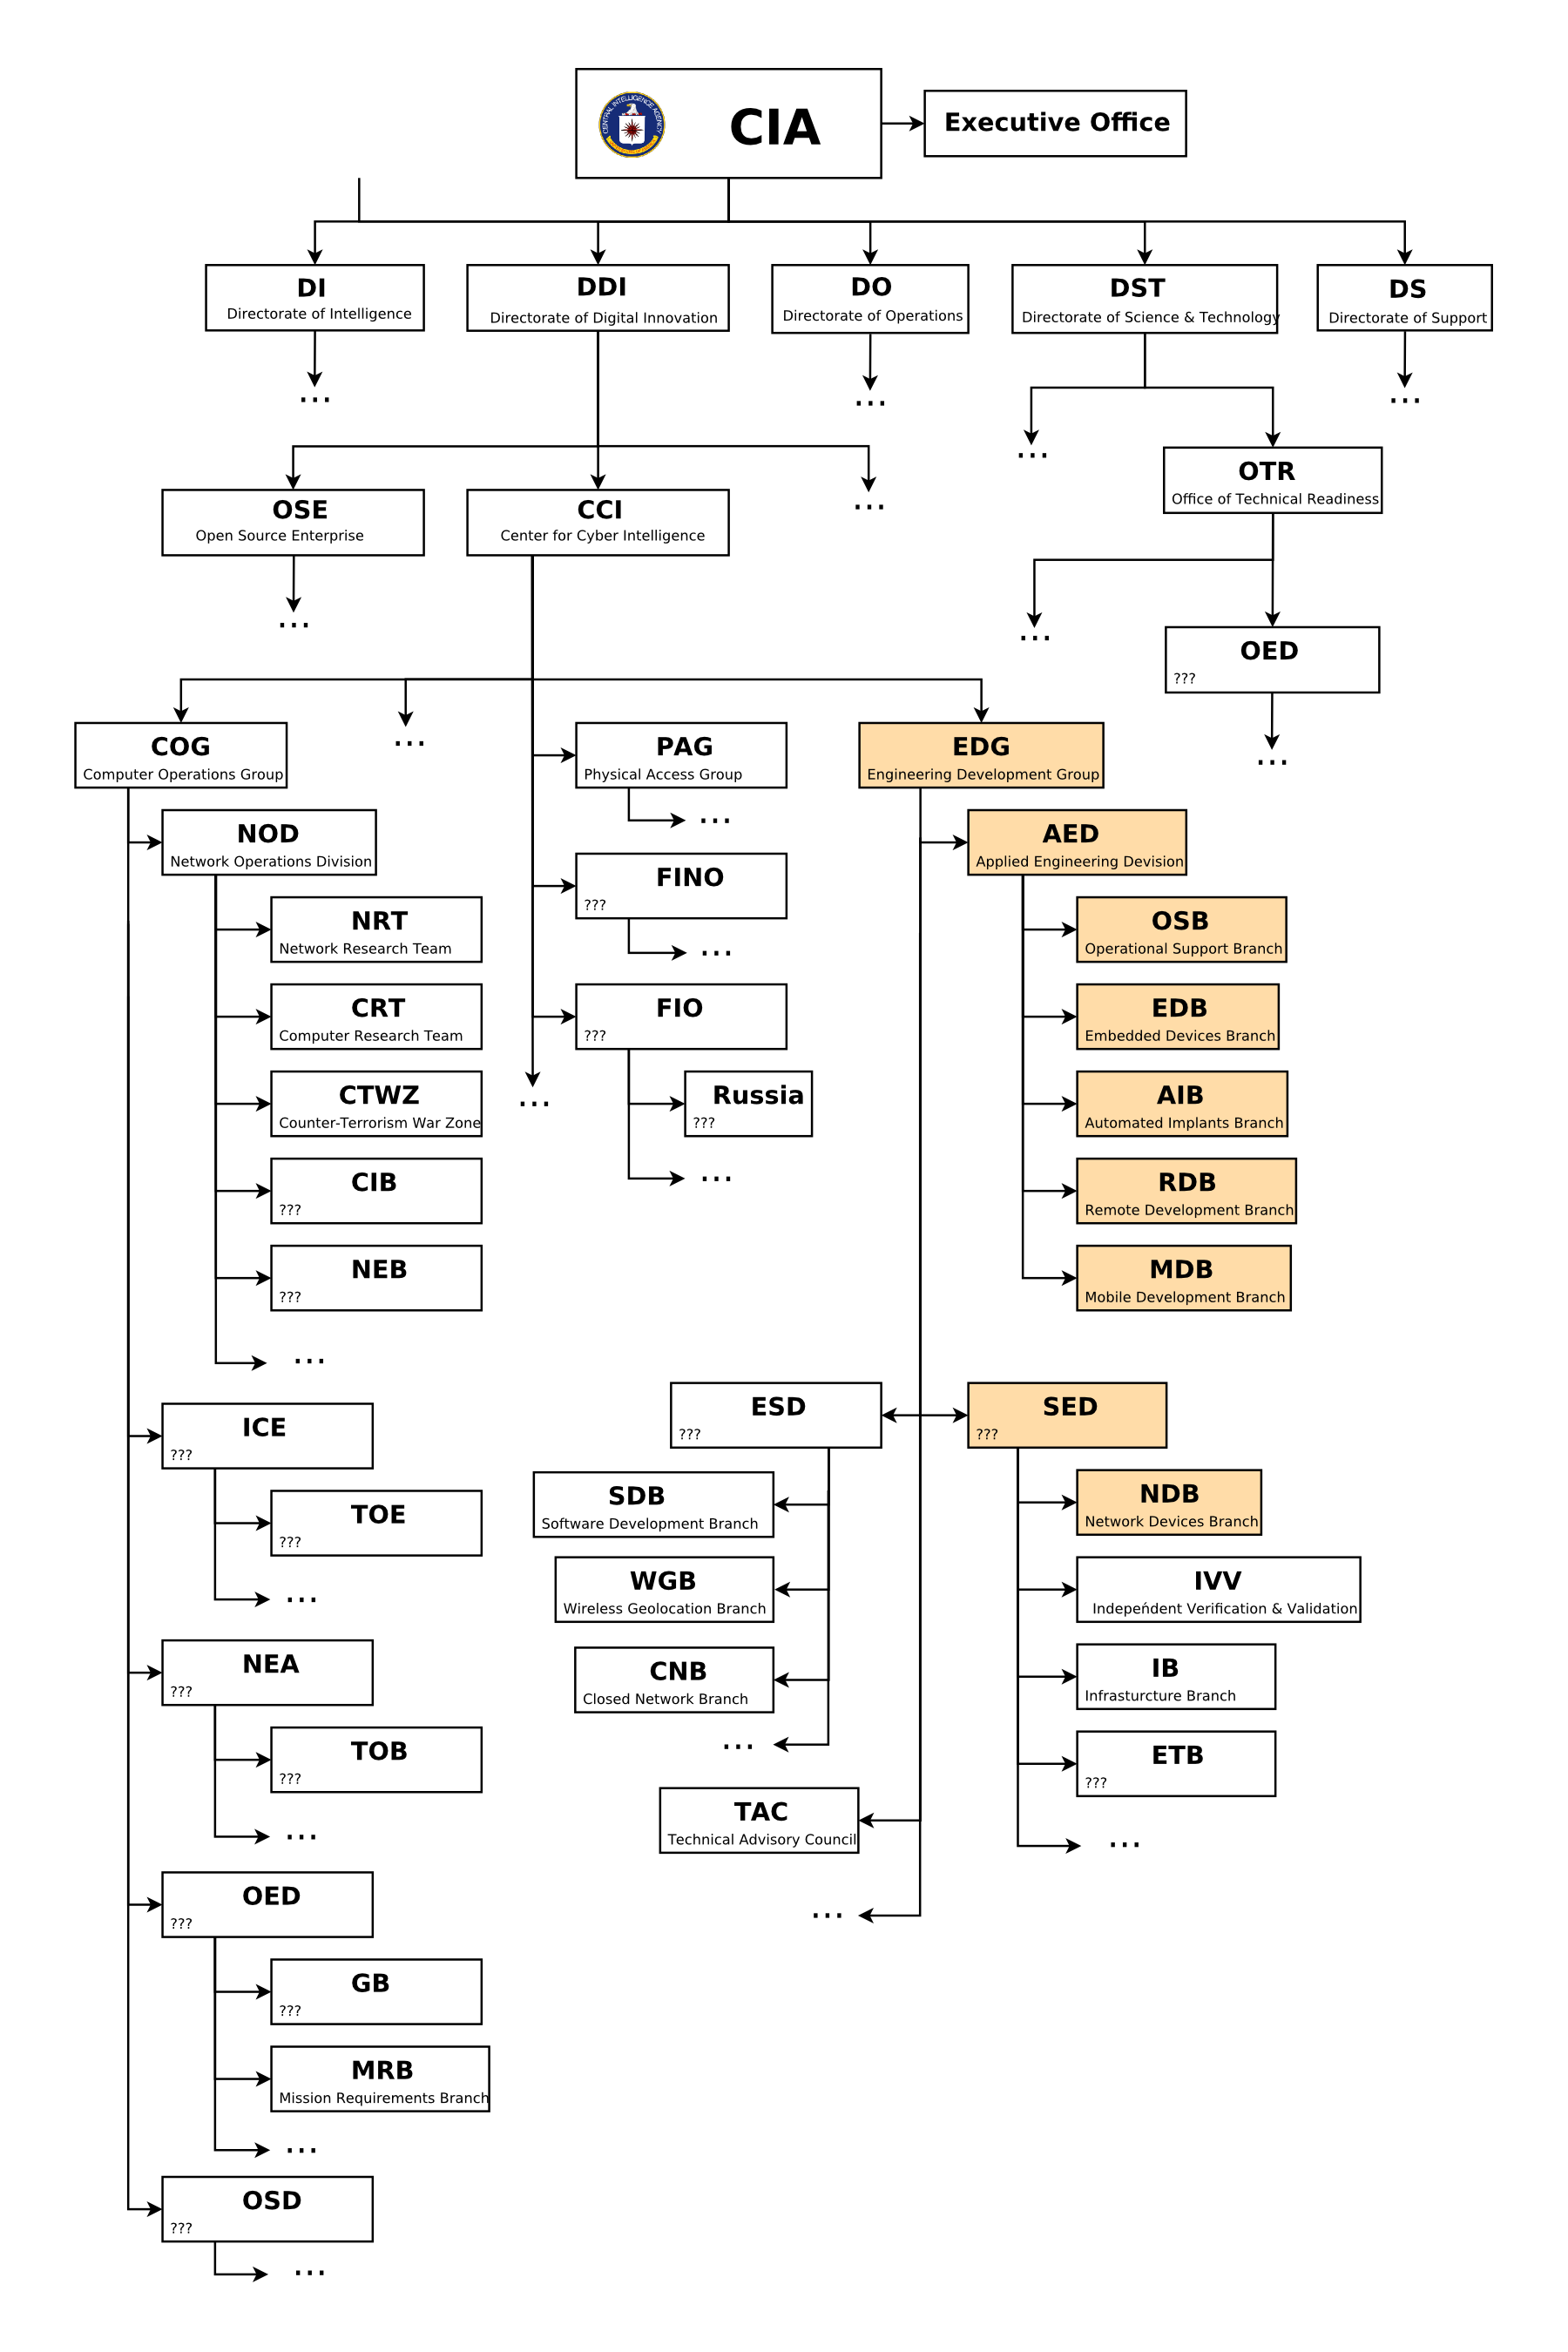 CENTRAL INTELLIGENCE AGENCY
CIA
Executive Office
DI
Directorate of Intelligence
DDI
Directorate of Digital Innovation
DO
Directorate of Operations
DST
Directorate of Science & Technology
DS
Directorate of Support
...
...
...
...
OTR
Office of Technical Readiness
OSE
Open Source Enterprise
CCI
Center for Cyber Intelligence
...
...
...
OED
???
...
COG
Computer Operations Group
...
PAG
Physical Access Group
...
EDG
Engineering Development Group
NOD
Network Operations Division
AED
Applied Engineering Devision
FINO
???
...
NRT
Network Research Team
OSB
Operational Support Branch
CRT
Computer Research Team
FIO
???
EDB
Embedded Devices Branch
CTWZ
Counter-Terrorism War Zone
...
Russia
???
...
AIB
Automated Implants Branch
CIB
???
RDB
Remote Development Branch
NEB
???
MDB
Mobile Development Branch
...
ICE
???
ESD
???
SED
???
TOE
???
...
SDB
Software Development Branch
NDB
Network Devices Branch
WGB
Wireless Geolocation Branch
IVV
Indepeńdent Verification & Validation
NEA
???
CNB
Closed Network Branch
IB
Infrasturcture Branch
TOB
???
...
...
ETB
???
TAC
Technical Advisory Council
...
...
OED
???
GB
???
MRB
Mission Requirements Branch
...
OSD
???
...